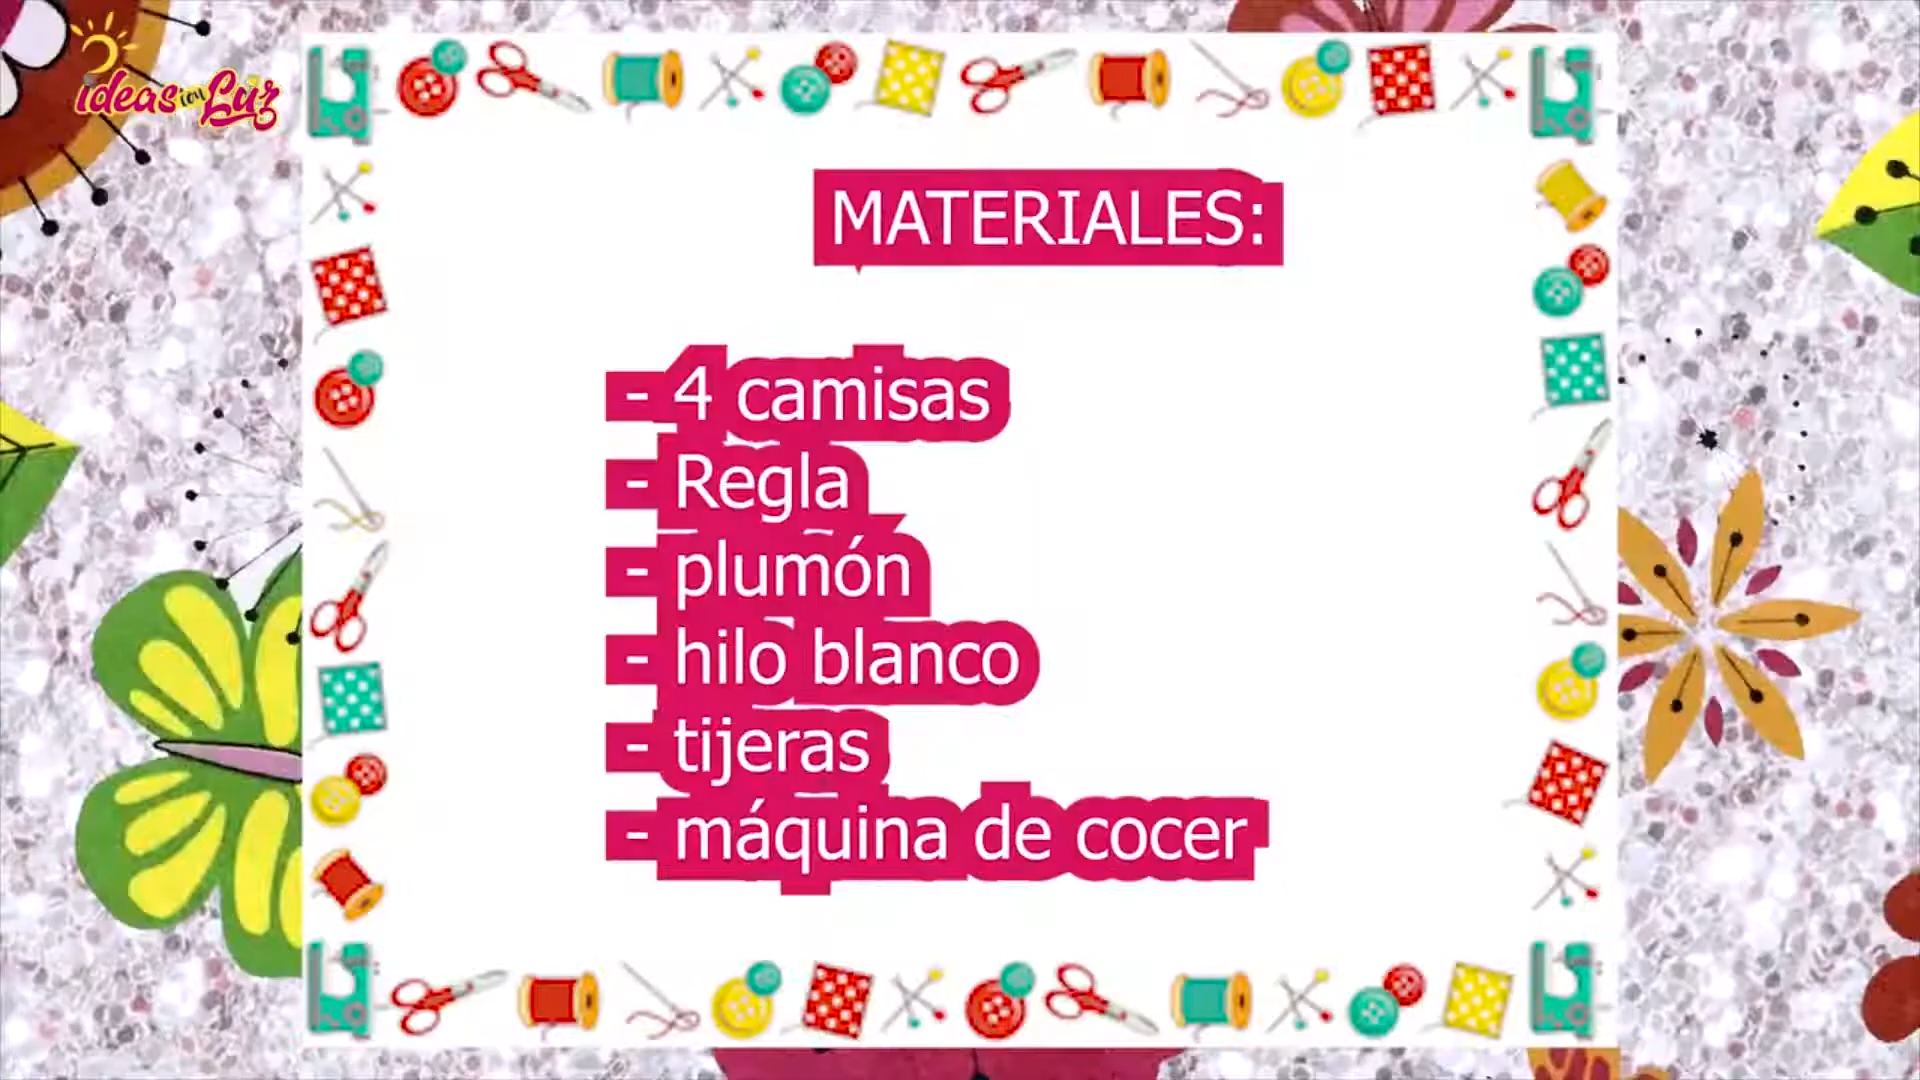 ideas con Luz
MATERIALES:
- 4 camisas
- Regla
- plumón
- hilo blanco
- tijeras
- máquina de cocer